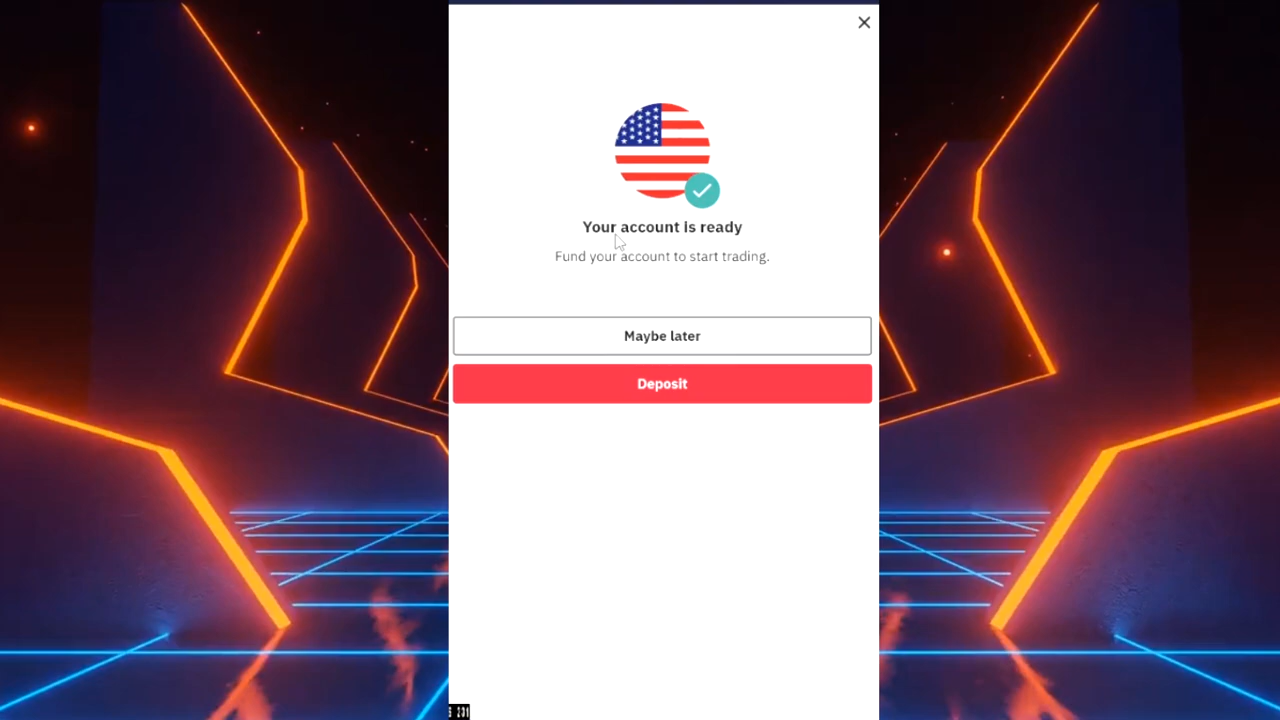 Your account is ready
Fund your account to start trading.
Maybe later
Deposit